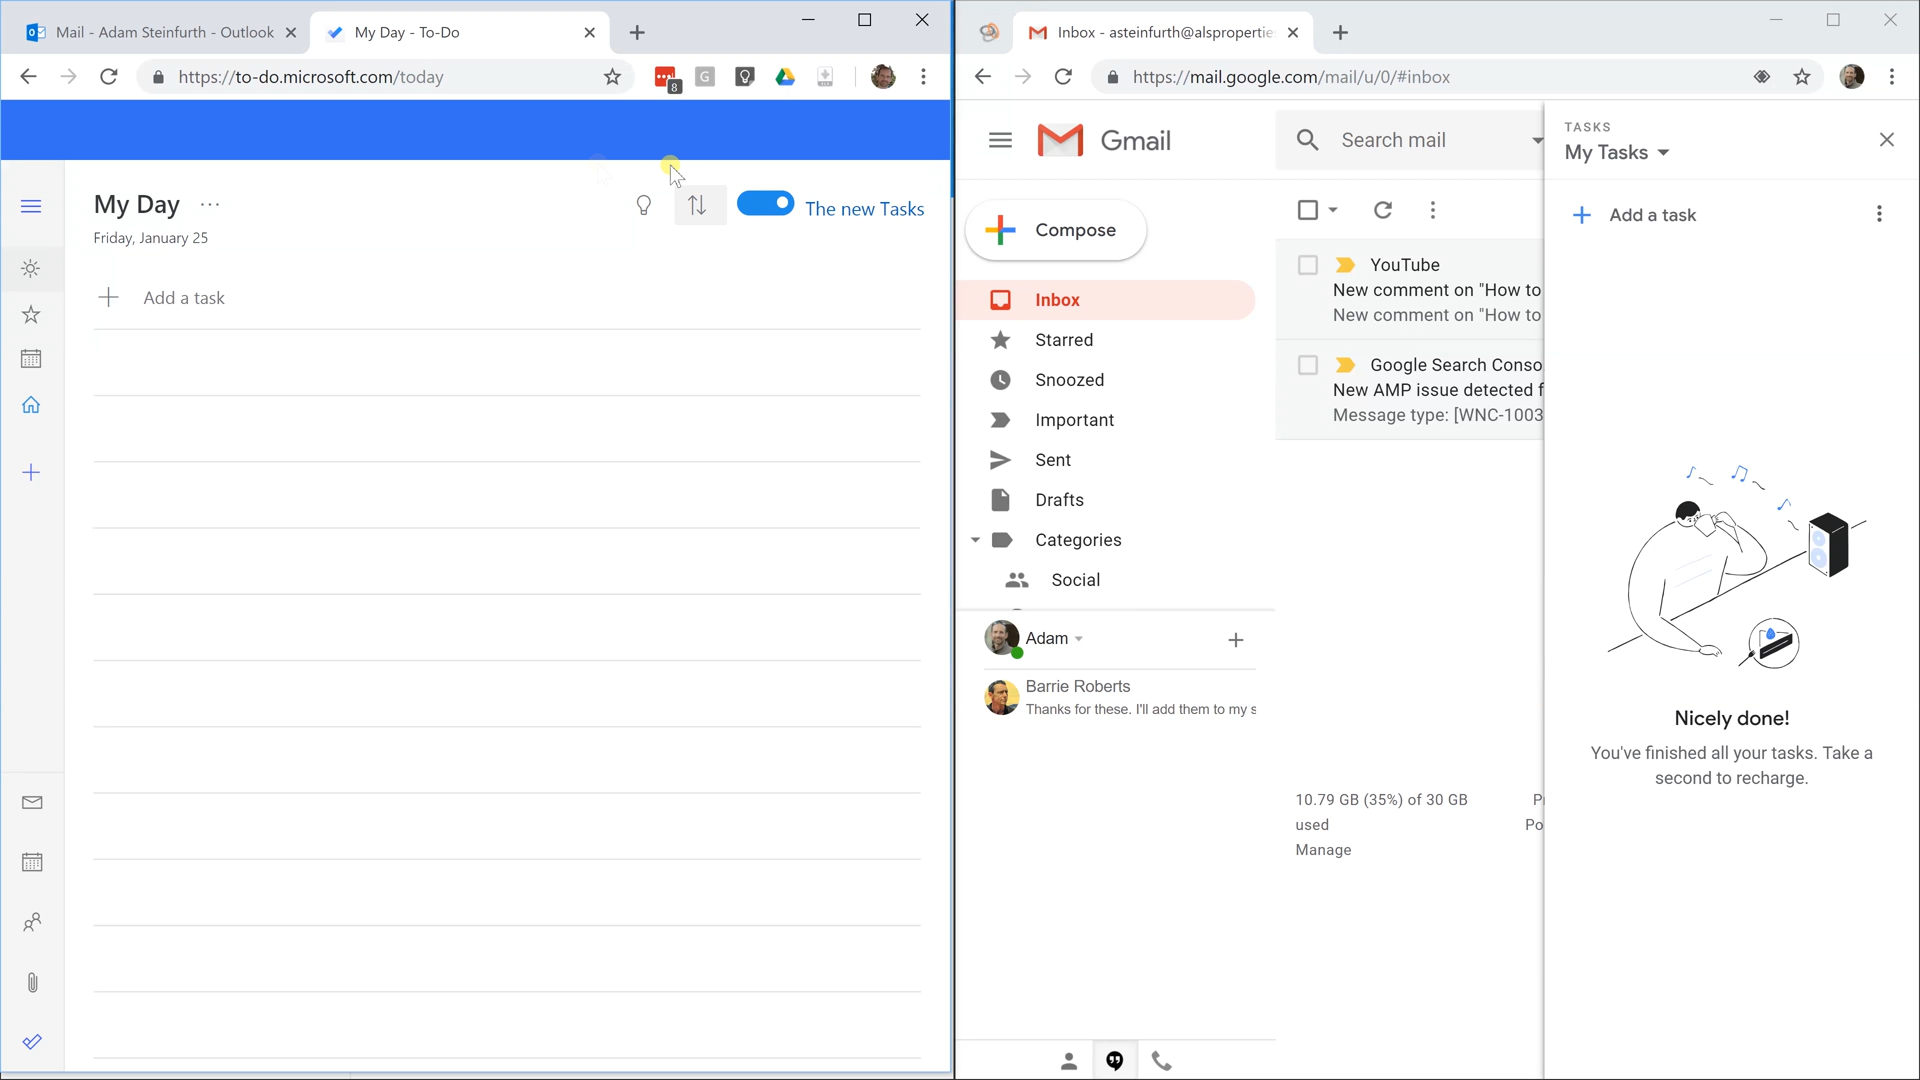 Mail - Adam Steinfurth - Outlook
My Day - To-Do
https://to-do.microsoft.com/today
8
G
My Day ...
Friday, January 25
The new Tasks
Add a task
Inbox - asteinfurth@alspropertie
https://mail.google.com/mail/u/0/#inbox
Gmail
Search mail
Compose
Inbox
Starred
Snoozed
Important
Sent
Drafts
Categories
Social
Adam
Barrie Roberts
Thanks for these. I'll add them to my s
YouTube
New comment on "How to
New comment on "How to
Google Search Conso
New AMP issue detected f
Message type: [WNC-1003
10.79 GB (35%) of 30 GB
used
Manage
Po
TASKS
My Tasks
Add a task
Nicely done!
You've finished all your tasks. Take a
second to recharge.